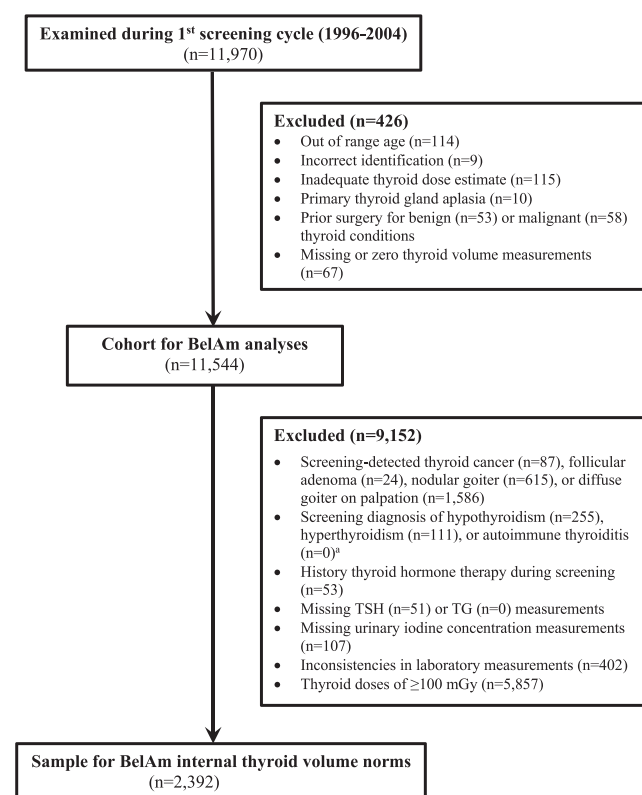 Examined during 1st screening cycle (1996-2004)
(n=11,970)
Excluded (n=426)
• Out of range age (n=114)
• Incorrect identification (n=9)
• Inadequate thyroid dose estimate (n=115)
• Primary thyroid gland aplasia (n=10)
• Prior surgery for benign (n=53) or malignant (n=58)
thyroid conditions
• Missing or zero thyroid volume measurements
(n=67)
Cohort for BelAm analyses
(n=11,544)
Excluded (n=9,152)
• Screening-detected thyroid cancer (n=87), follicular
adenoma (n=24), nodular goiter (n=615), or diffuse
goiter on palpation (n=1,586)
• Screening diagnosis of hypothyroidism (n=255),
hyperthyroidism (n=111), or autoimmune thyroiditis
(n=0)a
• History thyroid hormone therapy during screening
(n=53)
• Missing TSH (n=51) or TG (n=0) measurements
• Missing urinary iodine concentration measurements
(n=107)
• Inconsistencies in laboratory measurements (n=402)
• Thyroid doses of ≥100 mGy (n=5,857)
Sample for BelAm internal thyroid volume norms
(n=2,392)